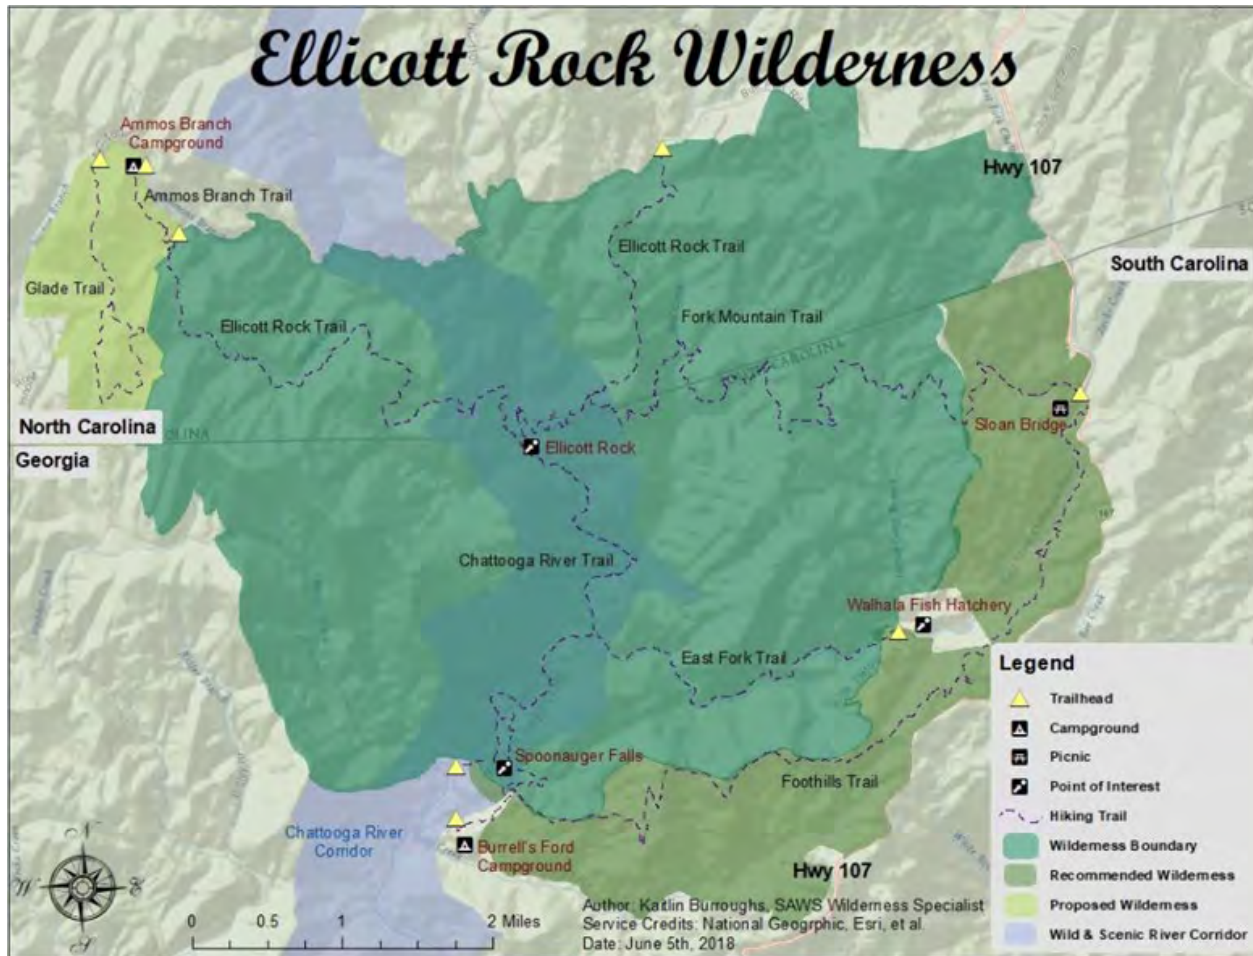 Ellicott Rock Wilderness
Ammos Branch
Campground
Hwy 107
Ammos Branch Trail
Ellicott Rock Trail
South Carolina
Glade Trail
Ellicott Rock Trail
Fork Mountain Trail
CAROLINA
Sloan Bridge
North Carolina
OLINA
Georgia
Ellicott Rock
Chattooga River Trail
Walhala Fish Hatchery
East Fork Trail
Legend
Trailhead
Campground
Picnic
Point of Interest
Hiking Trail
Wilderness Boundary
Recommended Wilderness
Proposed Wilderness
Wild & Scenic River Corridor
Spoonauger Falls
Foothills Trail
Chattooga River
Corridor
Burrell's Ford
Campground
Hwy 107
N
W
E
S
0 0.5 1 2 Miles
Author: Kaitlin Burroughs, SAWS Wilderness Specialist
Service Credits: National Geogrphic, Esri, et al.
Date: June 5th, 2018